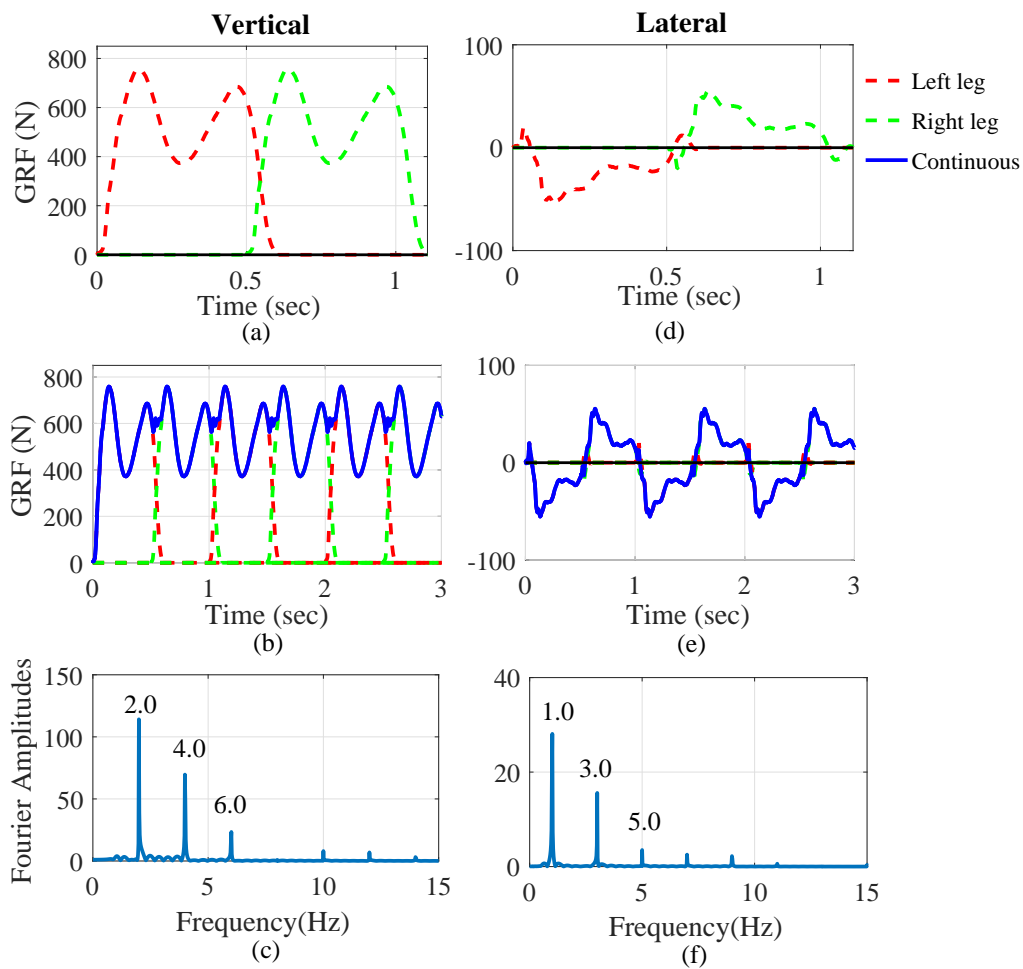 Vertical
800
600
400
200
0
GRF (N)
0 0.5 1
Time (sec)
(a)
Lateral
100
0
-100
0 0.5 1
Time (sec)
(d)
Left leg
Right leg
Continuous
800
600
400
200
0
GRF (N)
0 1 2 3
Time (sec)
(b)
100
0
-100
0 1 2 3
Time (sec)
(e)
150
100
50
0
Fourier Amplitudes
2.0
4.0
6.0
0 5 10 15
Frequency(Hz)
(c)
40
20
0
1.0
3.0
5.0
0 5 10 15
Frequency(Hz)
(f)